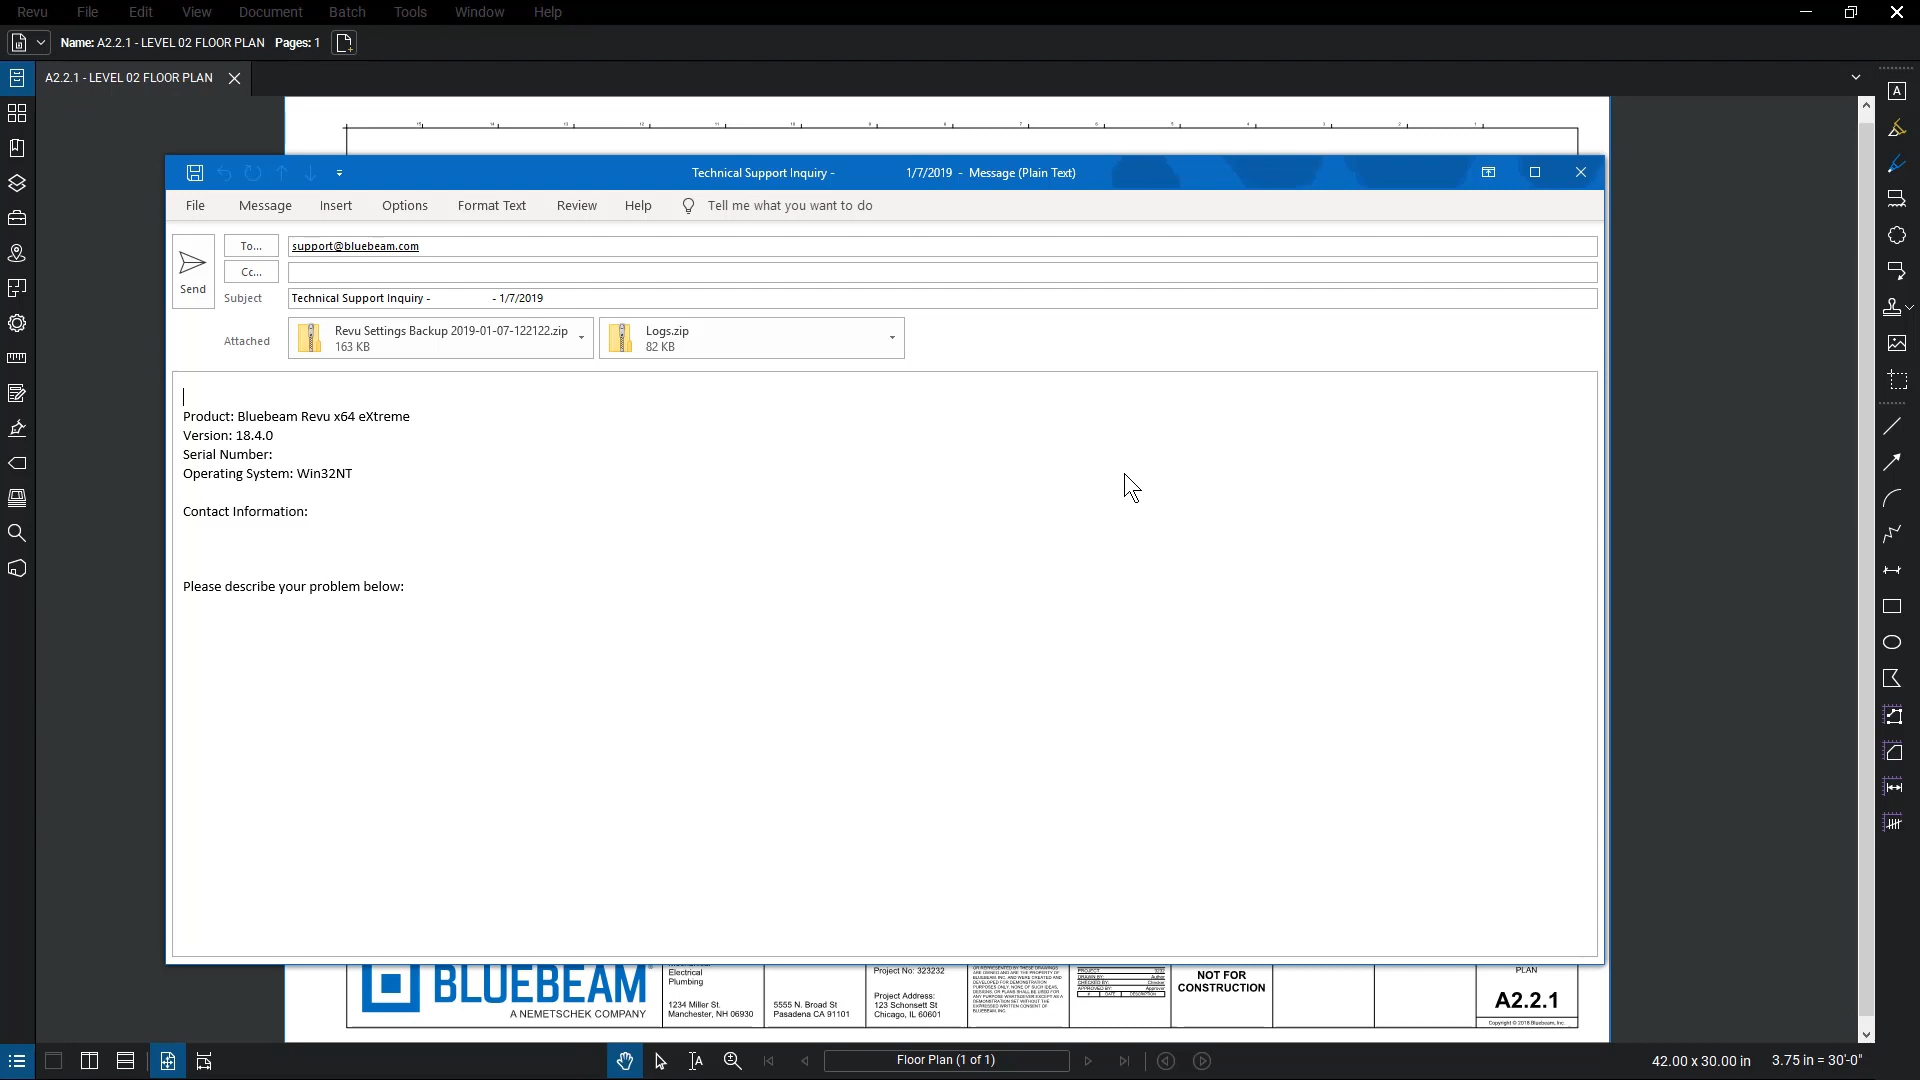 Revu File Edit View Document Batch Tools Window Help
Name: A2.2.1 - LEVEL 02 FLOOR PLAN Pages: 1
A2.2.1 - LEVEL 02 FLOOR PLAN
Technical Support Inquiry - 1/7/2019 - Message (Plain Text)
File Message Insert Options Format Text Review Help Tell me what you want to do
To... support@bluebeam.com
Cc...
Send
Subject Technical Support Inquiry - - 1/7/2019
Attached
Revu Settings Backup 2019-01-07-122122.zip
163 KB
Logs.zip
82 KB
Product: Bluebeam Revu x64 eXtreme
Version: 18.4.0
Serial Number:
Operating System: Win32NT
Contact Information:
Please describe your problem below:
BLUEBEAM
A NEMETSCHEK COMPANY
Electrical
Plumbing
1234 Miller St.
Manchester, NH 06930
5555 N. Broad St
Pasadena CA 91101
Project No: 323232
Project Address:
123 Schonsett St
Chicago, IL 60601
NOT FOR
CONSTRUCTION
PLAN
A2.2.1
Copyright © 2018 Bluebeam, Inc.
Floor Plan (1 of 1)
42.00 x 30.00 in 3.75 in = 30'-0"